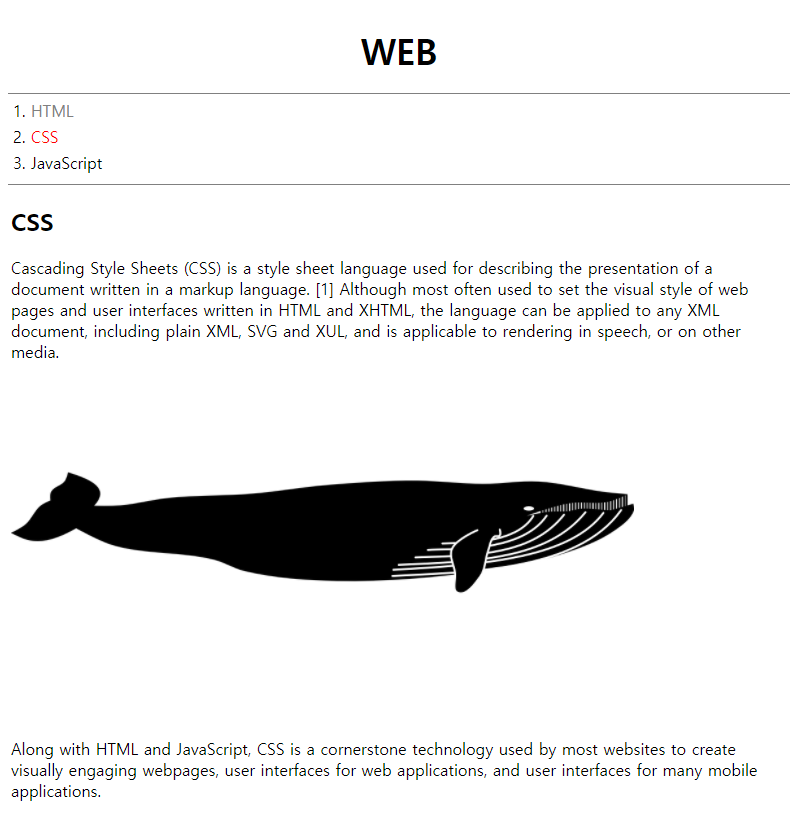 WEB
1. HTML
2. CSS
3. JavaScript
CSS
Cascading Style Sheets (CSS) is a style sheet language used for describing the presentation of a
document written in a markup language. [1] Although most often used to set the visual style of web
pages and user interfaces written in HTML and XHTML, the language can be applied to any XML
document, including plain XML, SVG and XUL, and is applicable to rendering in speech, or on other
media.
Along with HTML and JavaScript, CSS is a cornerstone technology used by most websites to create
visually engaging webpages, user interfaces for web applications, and user interfaces for many mobile
applications.